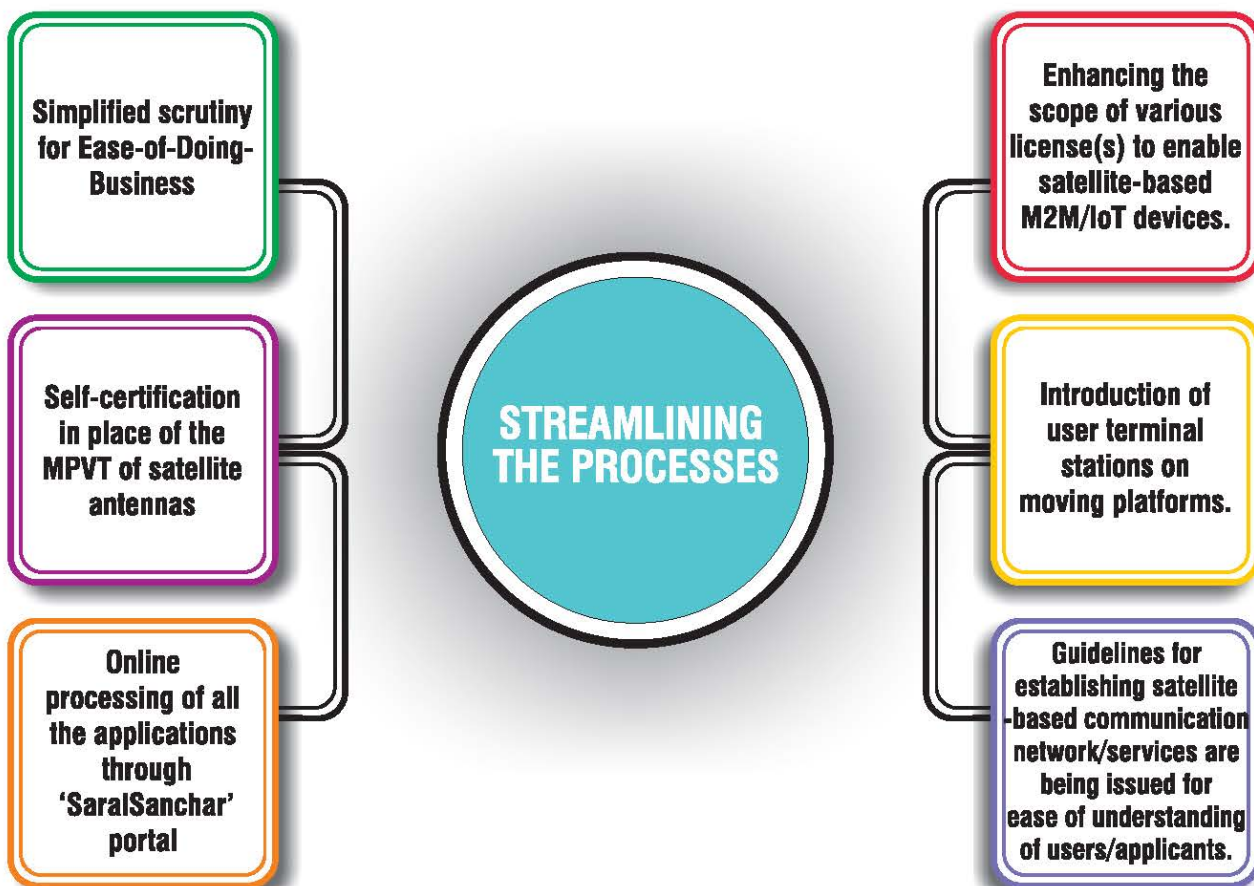 Simplified scrutiny
for Ease-of-Doing-
Business
Self-certification
in place of the
MPVT of satellite
antennas
Online
processing of all
the applications
through
‘SaralSanchar’
portal
STREAMLINING
THE PROCESSES
Enhancing the
scope of various
license(s) to enable
satellite-based
M2M/IoT devices.
Introduction of
user terminal
stations on
moving platforms.
Guidelines for
establishing satellite
-based communication
network/services are
being issued for
ease of understanding
of users/applicants.